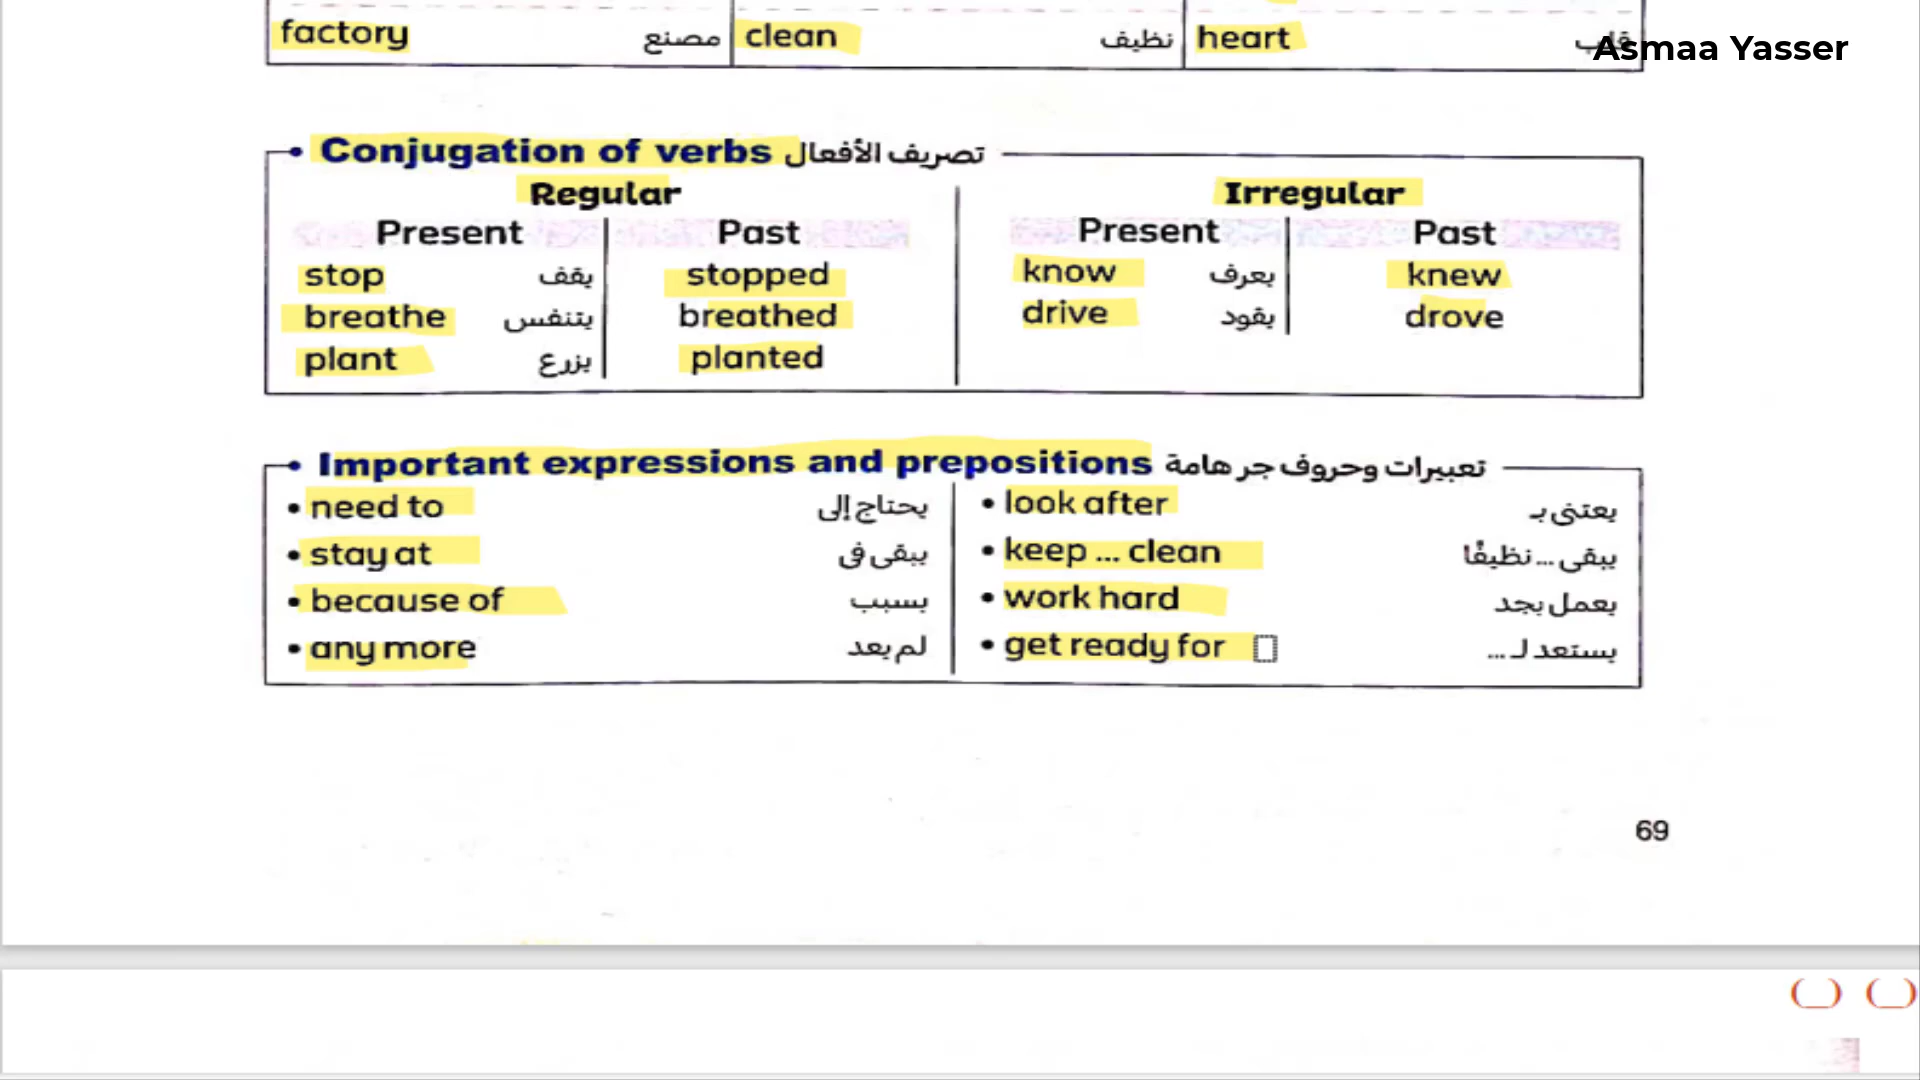 factory مصنع clean نظيف heart قلب
Asmaa Yasser
• Conjugation of verbs تصريف الأفعال
Regular Irregular
Present Past Present Past
stop يقف stopped know يعرف knew
breathe يتنفس breathed drive يقود drove
plant يزرع planted
• Important expressions and prepositions تعبيرات وحروف جر هامة
• need to يحتاج إلى • look after يعتنى بـ
• stay at يبقى فى • keep ... clean يبقى ... نظيفًا
• because of بسبب • work hard يعمل بجد
• any more لم يعد • get ready for يستعد لـ ...
69
(_) (_)